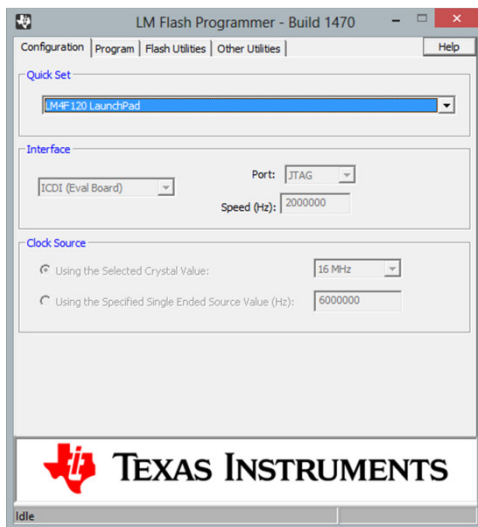 LM Flash Programmer - Build 1470
Configuration Program Flash Utilities Other Utilities Help
Quick Set
LM4F120 LaunchPad
Interface
ICDI (Eval Board)
Port: JTAG
Speed (Hz): 2000000
Clock Source
Using the Selected Crystal Value: 16 MHz
Using the Specified Single Ended Source Value (Hz): 6000000
TEXAS INSTRUMENTS
Idle